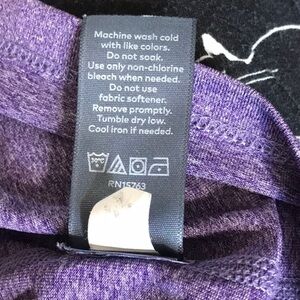 Machine wash cold
with like colors.
Do not soak.
Use only non-chlorine
bleach when needed.
Do not use
fabric softener.
Remove promptly.
Tumble dry low.
Cool iron if needed.
30°C
RN15763